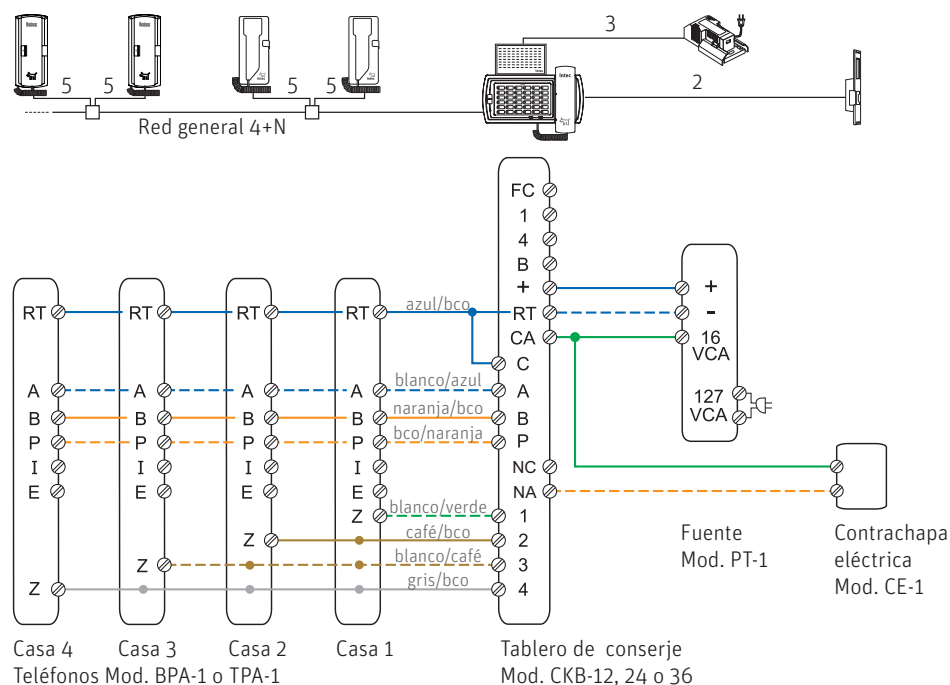 3
5
5
5
5
2
Intec
Intec
Red general 4+N
FC
1
4
B
+
RT
CA
C
A
B
P
NC
NA
1
2
3
4
RT
A
B
P
I
E
Z
RT
A
B
P
I
E
Z
RT
A
B
P
I
E
Z
RT
A
B
P
I
E
Z
azul/bco
blanco/azul
naranja/bco
bco/naranja
blanco/verde
café/bco
blanco/café
gris/bco
+
-
16
VCA
127
VCA
Fuente
Mod. PT-1
Contrachapa
eléctrica
Mod. CE-1
Casa 4
Casa 3
Casa 2
Casa 1
Teléfonos Mod. BPA-1 o TPA-1
Tablero de conserje
Mod. CKB-12, 24 o 36